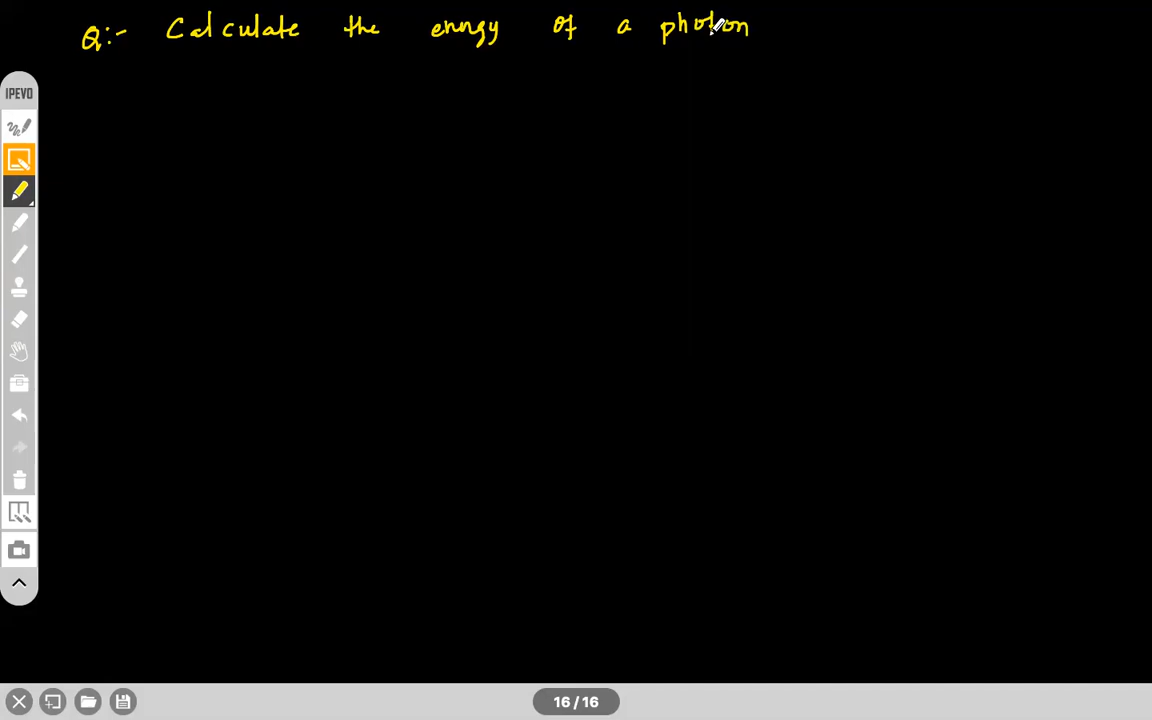 Q:- Calculate the energy of a photon
IPEVO
16 / 16